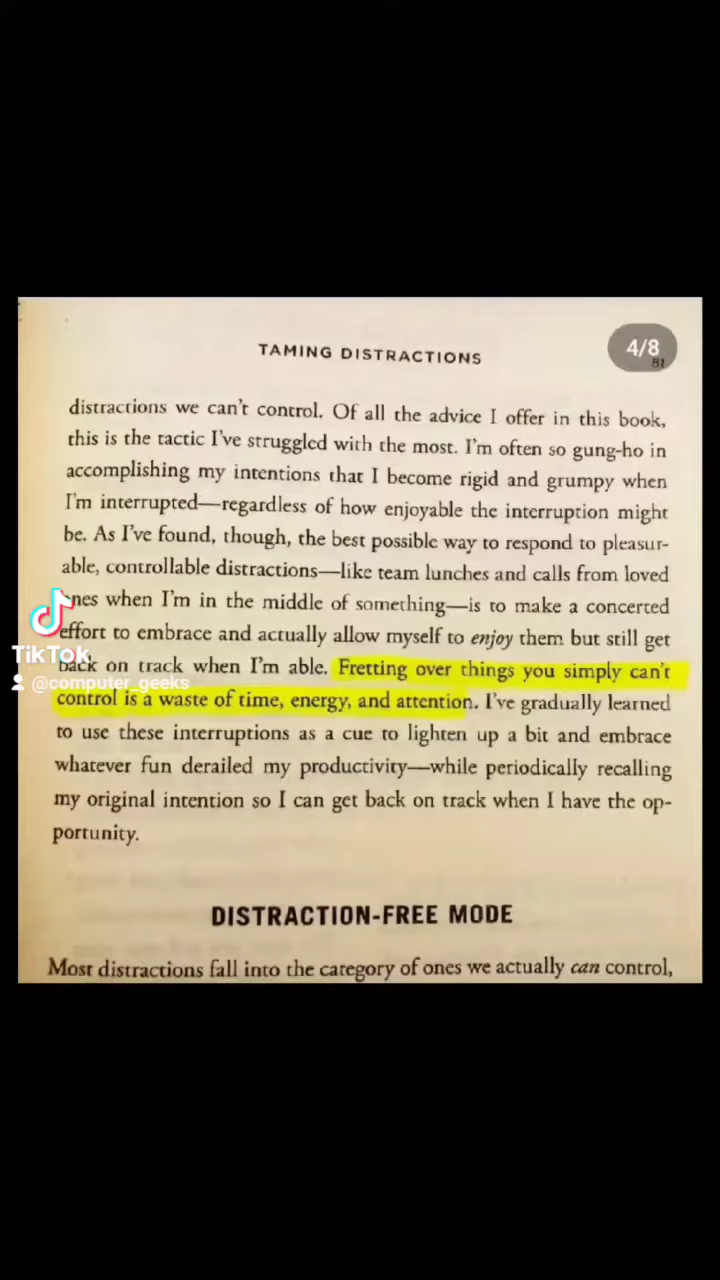 TAMING DISTRACTIONS
4/8
81
distractions we can't control. Of all the advice I offer in this book,
this is the tactic I've struggled with the most. I'm often so gung-ho in
accomplishing my intentions that I become rigid and grumpy when
I'm interrupted—regardless of how enjoyable the interruption might
be. As I've found, though, the best possible way to respond to pleasur-
able, controllable distractions—like team lunches and calls from loved
ones when I'm in the middle of something—is to make a concerted
effort to embrace and actually allow myself to enjoy them but still get
back on track when I'm able. Fretting over things you simply can't
control is a waste of time, energy, and attention. I've gradually learned
to use these interruptions as a cue to lighten up a bit and embrace
whatever fun derailed my productivity—while periodically recalling
my original intention so I can get back on track when I have the op-
portunity.
DISTRACTION-FREE MODE
Most distractions fall into the category of ones we actually can control,
TikTok
@computer_geeks